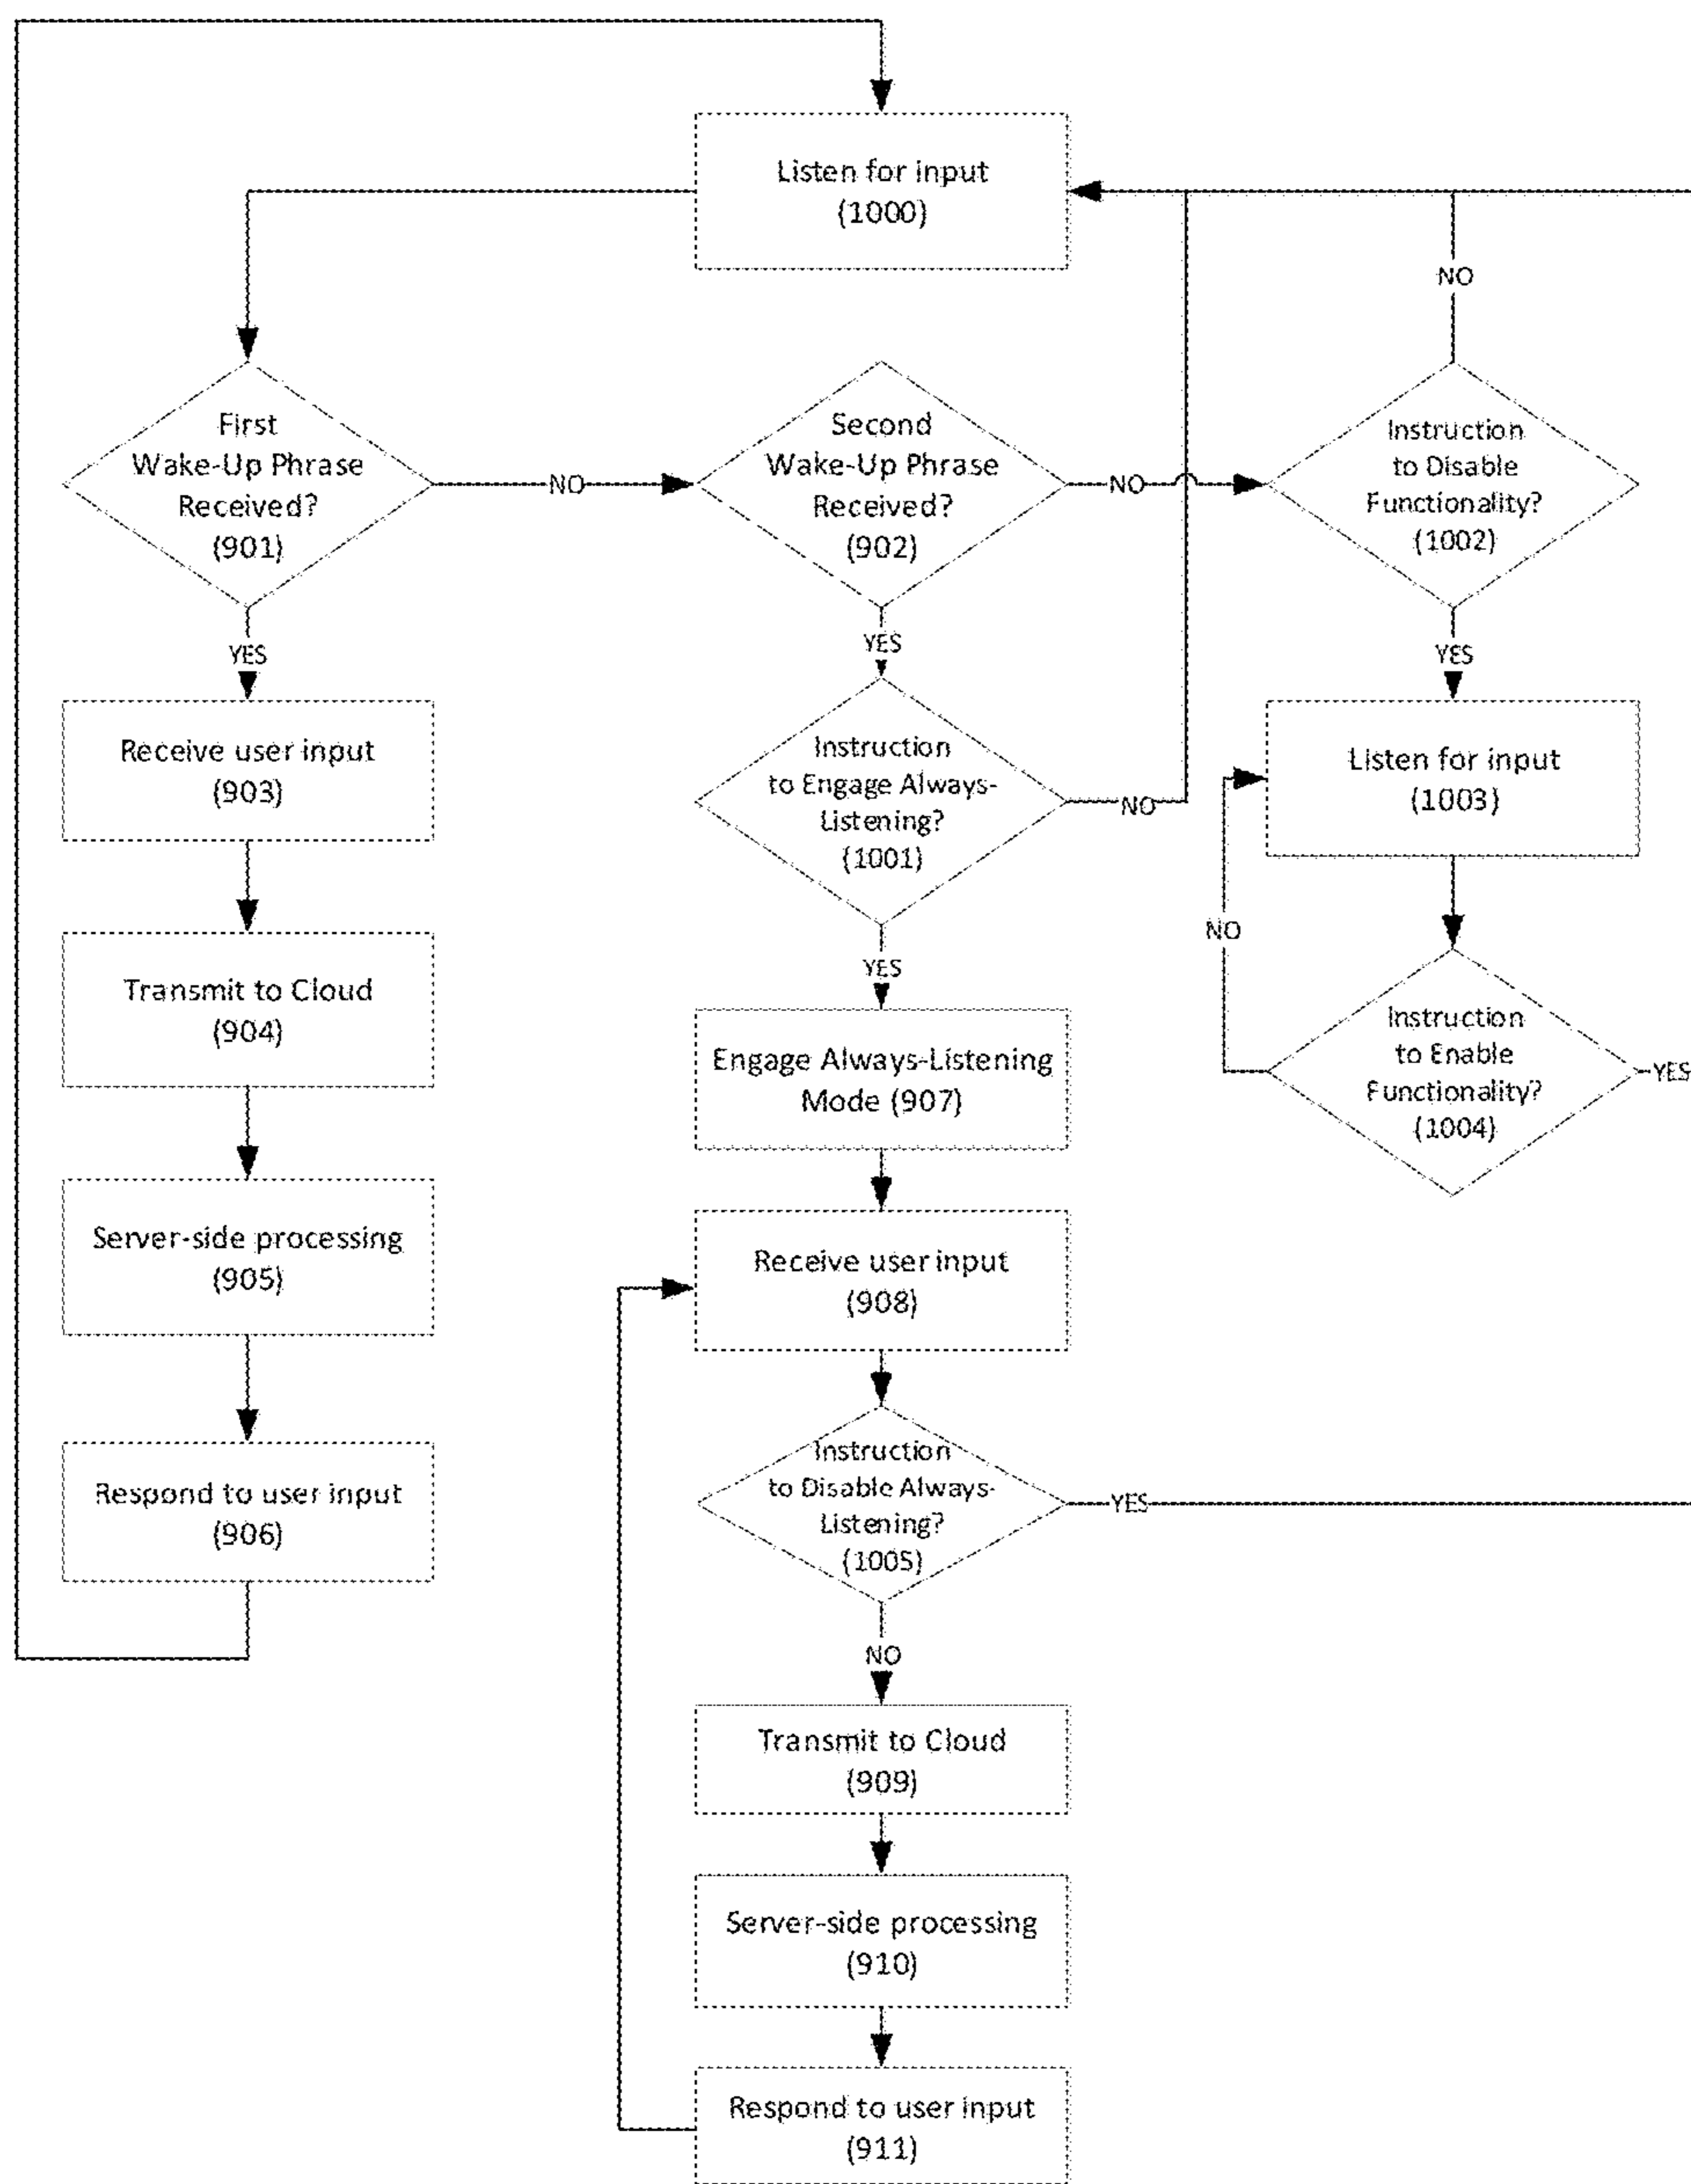 Listen for input
(1000)
NO
First
Wake-Up Phrase
Received?
(901)
NO
Second
Wake-Up Phrase
Received?
(902)
NO
Instruction
to Disable
Functionality?
(1002)
YES
YES
YES
Receive user input
(903)
Instruction
to Engage Always-
Listening?
(1001)
NO
Listen for input
(1003)
NO
Transmit to Cloud
(904)
YES
Engage Always-Listening
Mode (907)
Instruction
to Enable
Functionality?
(1004)
YES
Server-side processing
(905)
Receive user input
(908)
Respond to user input
(906)
Instruction
to Disable Always-
Listening?
(1005)
YES
NO
Transmit to Cloud
(909)
Server-side processing
(910)
Respond to user input
(911)